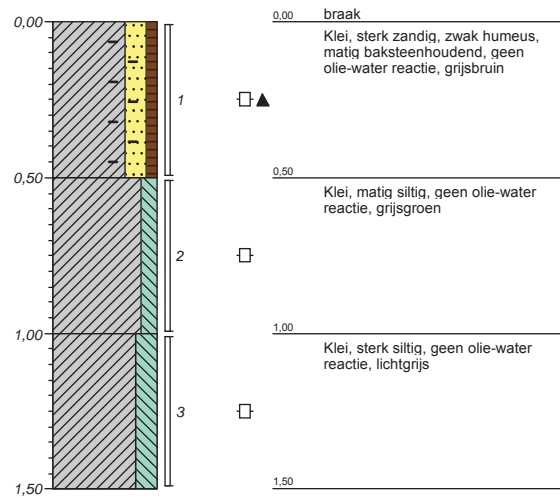 0,00
0,00
braak
Klei, sterk zandig, zwak humeus,
matig baksteenhoudend, geen
olie-water reactie, grijsbruin
1
0,50
0,50
Klei, matig siltig, geen olie-water
reactie, grijsgroen
2
1,00
1,00
Klei, sterk siltig, geen olie-water
reactie, lichtgrijs
3
1,50
1,50